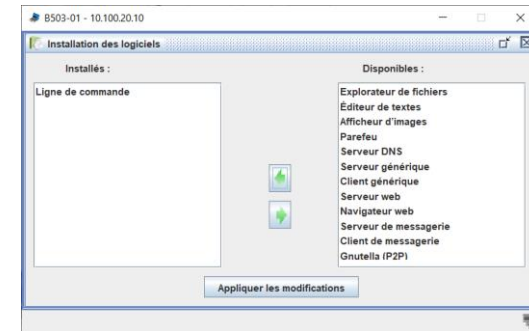 B503-01 - 10.100.20.10
Installation des logiciels
Installés :
Disponibles :
Ligne de commande
Explorateur de fichiers
Éditeur de textes
Afficheur d'images
Parefeu
Serveur DNS
Serveur générique
Client générique
Serveur web
Navigateur web
Serveur de messagerie
Client de messagerie
Gnutella (P2P)
Appliquer les modifications